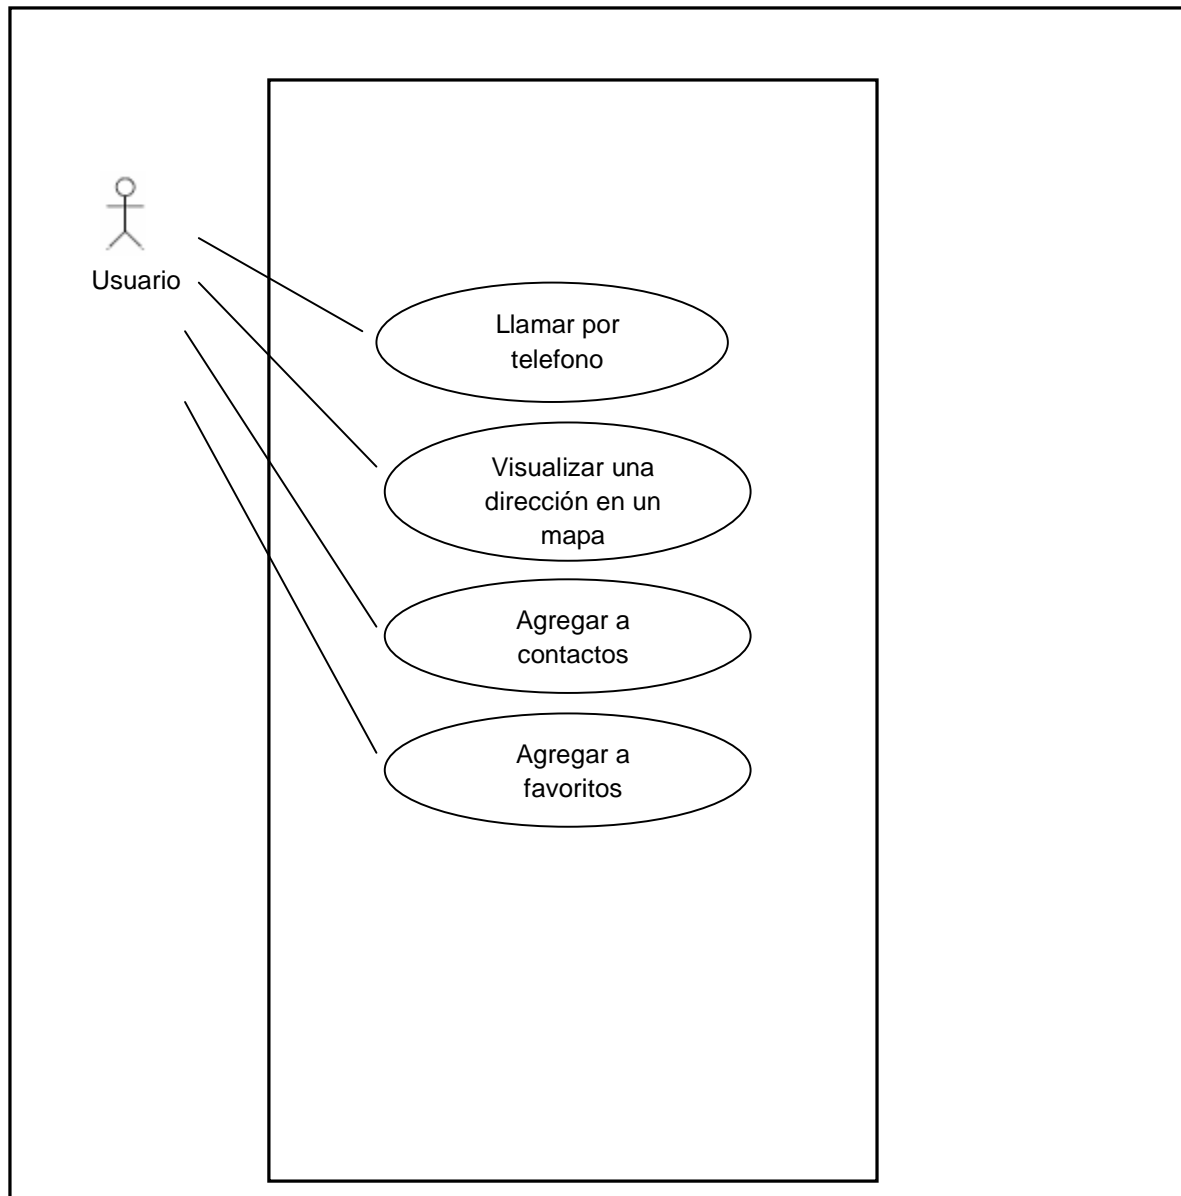 Usuario
Llamar por
telefono
Visualizar una
dirección en un
mapa
Agregar a
contactos
Agregar a
favoritos